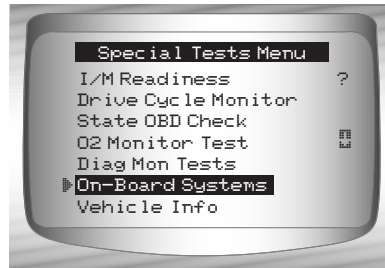 Special Tests Menu
I/M Readiness ?
Drive Cycle Monitor
State OBD Check
O2 Monitor Test
Diag Mon Tests
On-Board Systems
Vehicle Info